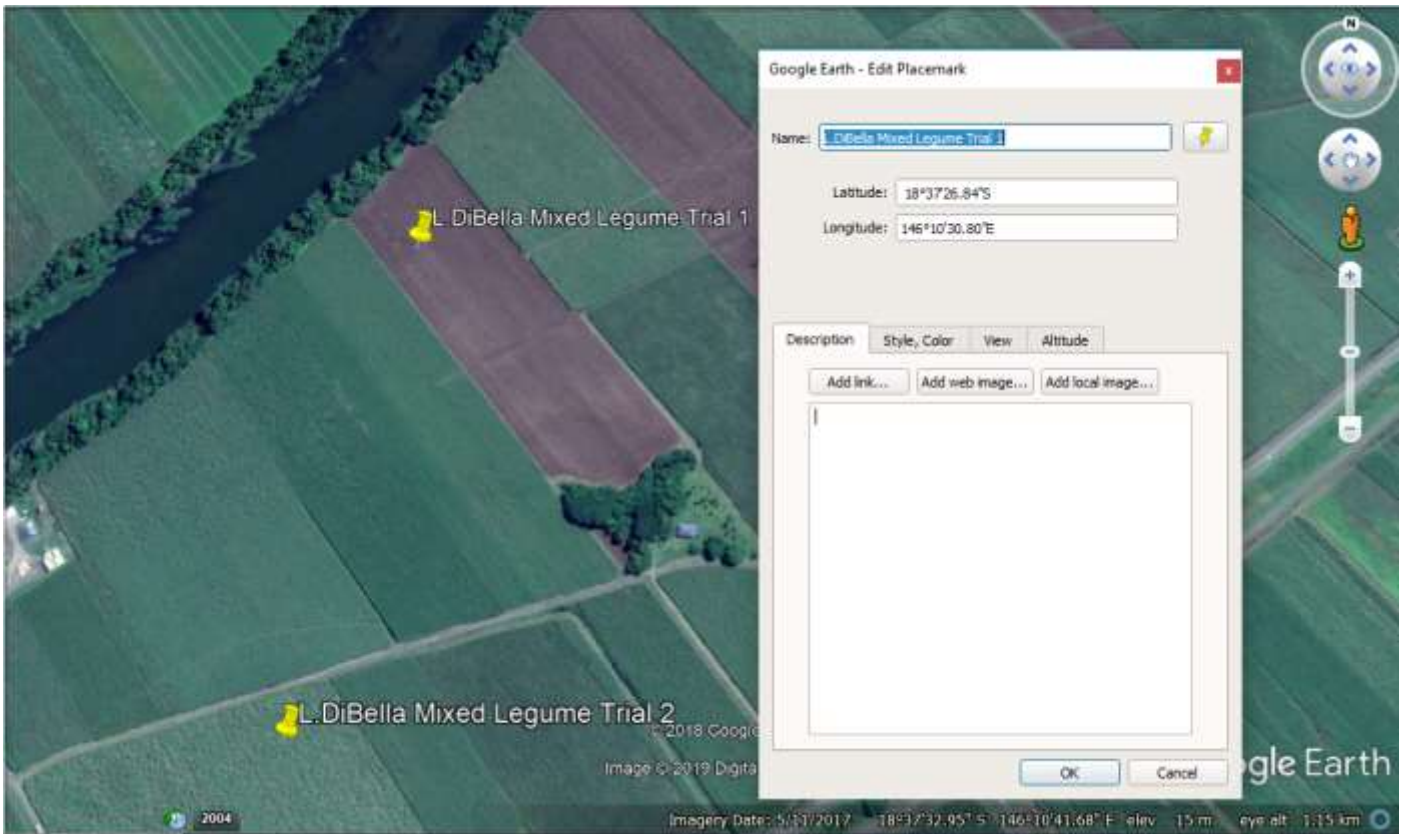 N
Google Earth - Edit Placemark
Name: L.DiBella Mixed Legume Trial 1
Latitude: 18°37'26.84"S
Longitude: 146°10'30.80"E
L.DiBella Mixed Legume Trial 1
Description Style, Color View Altitude
Add link... Add web image... Add local image...
L.DiBella Mixed Legume Trial 2
© 2018 Google
Image © 2019 Digita
OK Cancel
gle Earth
2004
Imagery Date: 5/11/2017 18°37'32.95" S 146°10'41.68" E elev 15 m eye alt 1.15 km